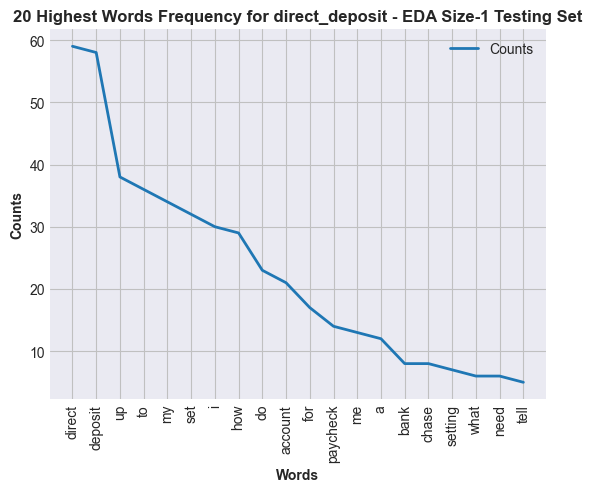 20 Highest Words Frequency for direct_deposit - EDA Size-1 Testing Set
Counts
60
50
40
30
20
10
Counts
direct
deposit
up
to
my
set
i
how
do
account
for
paycheck
me
a
bank
chase
setting
what
need
tell
Words